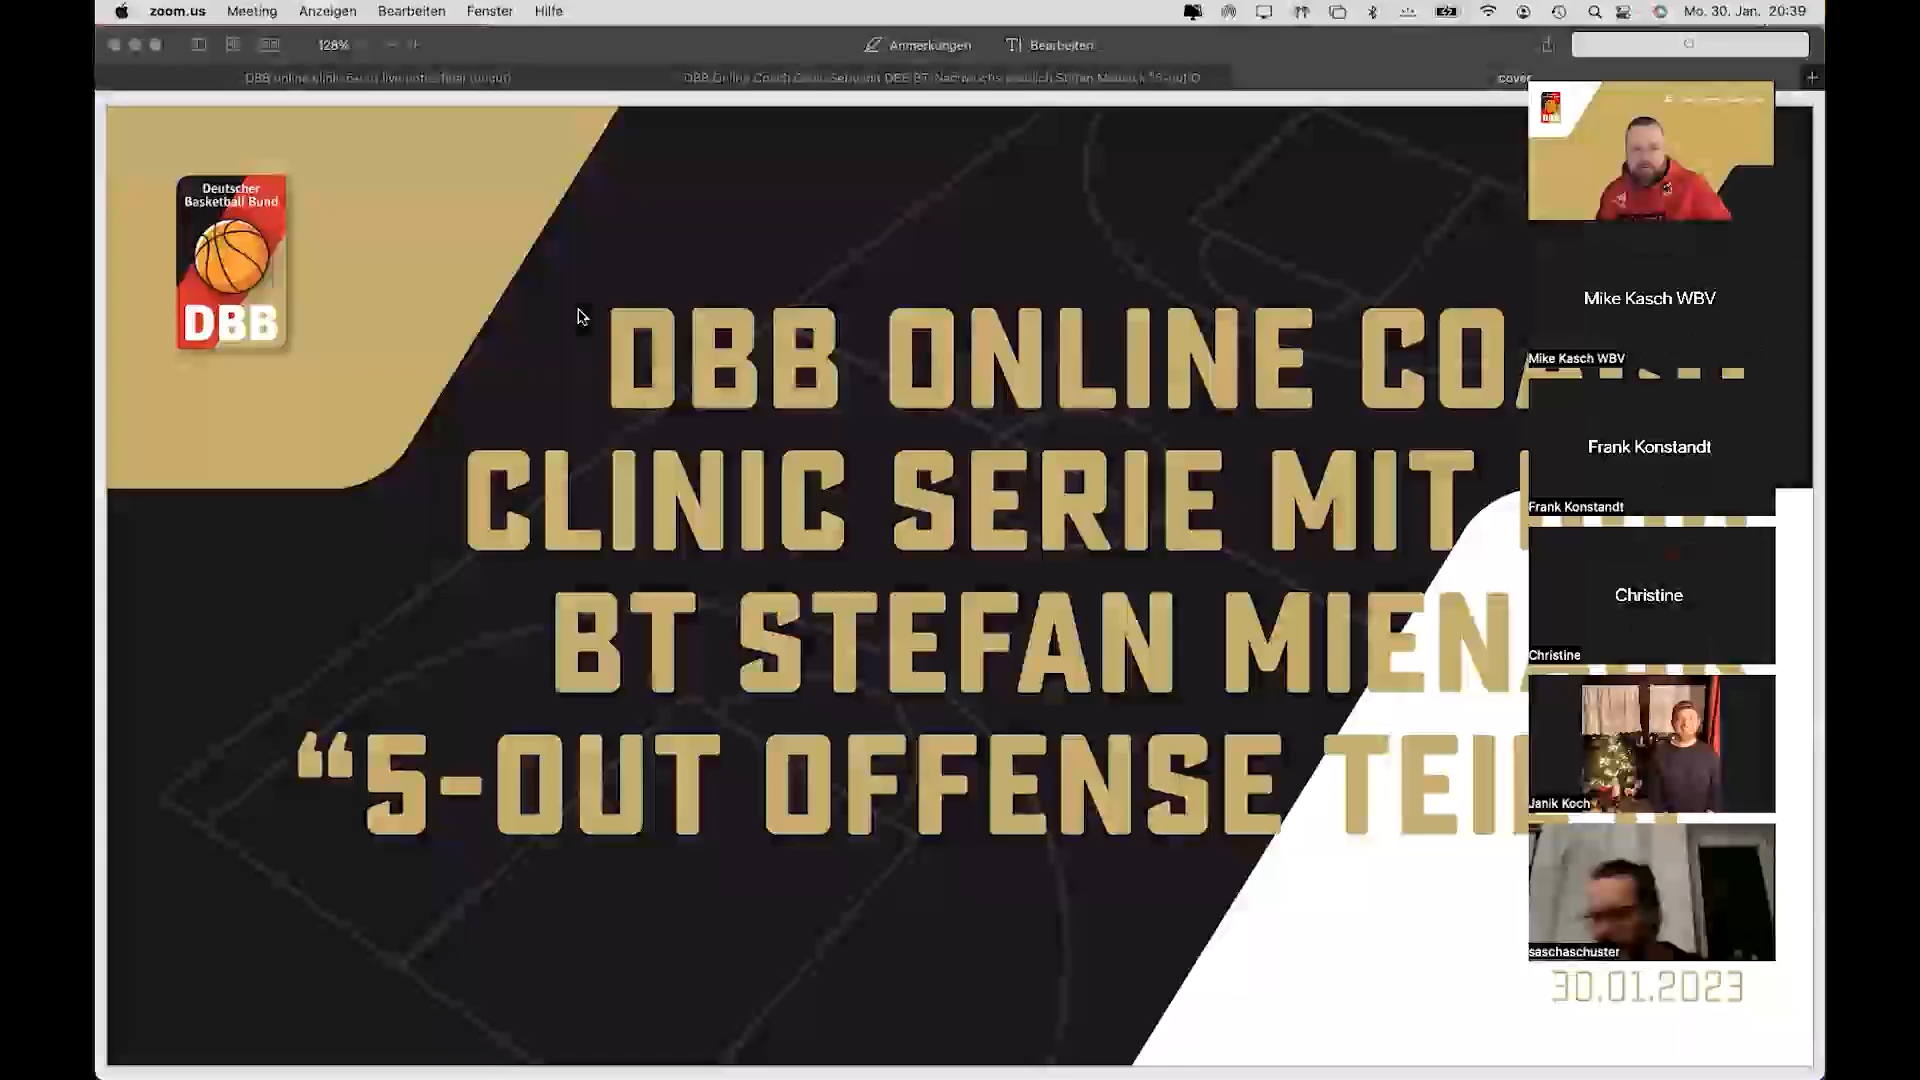 zoom.us Meeting Anzeigen Bearbeiten Fenster Hilfe
Mo. 30. Jan. 20:39
128%
Anmerkungen
Bearbeiten
cover
Deutscher
Basketball Bund
DBB
DBB ONLINE CO
CLINIC SERIE MIT
BT STEFAN MIEN
“5-OUT OFFENSE TEI
30.01.2023
DBB
Mike Kasch WBV
Mike Kasch WBV
Frank Konstandt
Frank Konstandt
Christine
Christine
Janik Koch
saschaschuster